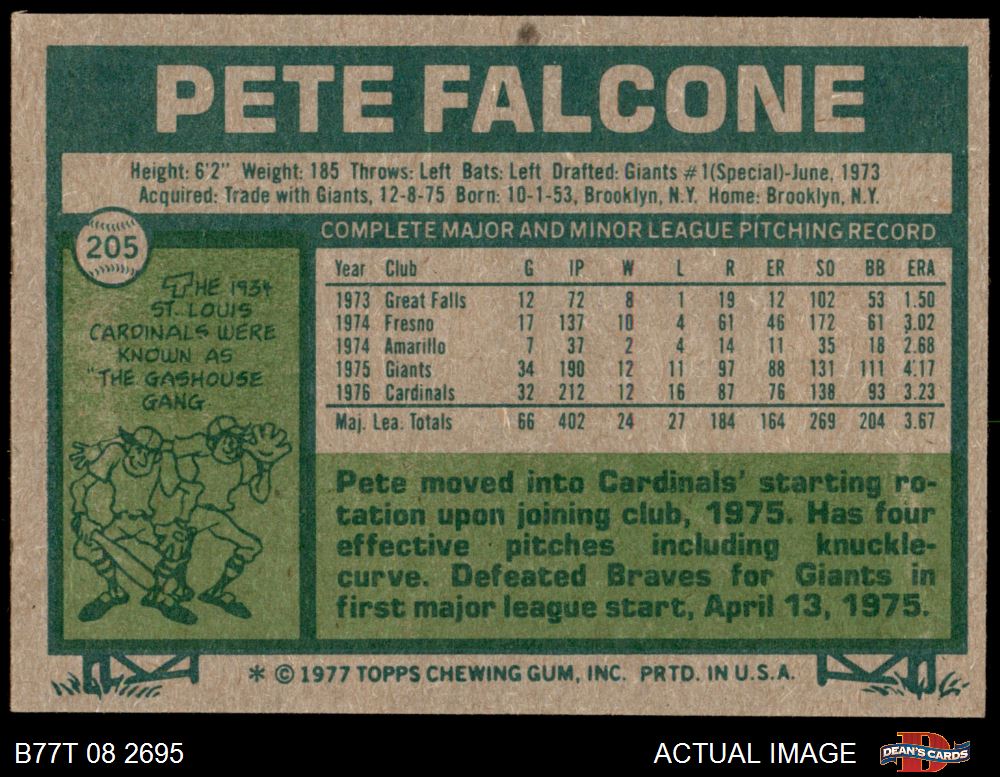 PETE FALCONE
Height: 6'2" Weight: 185 Throws: Left Bats: Left Drafted: Giants #1(Special)-June, 1973
Acquired: Trade with Giants, 12-8-75 Born: 10-1-53, Brooklyn, N.Y. Home: Brooklyn, N.Y.
205
THE 1934
ST. LOUIS
CARDINALS WERE
KNOWN AS
"THE GASHOUSE
GANG
COMPLETE MAJOR AND MINOR LEAGUE PITCHING RECORD
Year Club G IP W L R ER SO BB ERA
1973 Great Falls 12 72 8 1 19 12 102 53 1.50
1974 Fresno 17 137 10 4 61 46 172 61 3.02
1974 Amarillo 7 37 2 4 14 11 35 18 2.68
1975 Giants 34 190 12 11 97 88 131 111 4.17
1976 Cardinals 32 212 12 16 87 76 138 93 3.23
Maj. Lea. Totals 66 402 24 27 184 164 269 204 3.67
Pete moved into Cardinals' starting ro-
tation upon joining club, 1975. Has four
effective pitches including knuckle-
curve. Defeated Braves for Giants in
first major league start, April 13, 1975.
* © 1977 TOPPS CHEWING GUM, INC. PRTD. IN U.S.A.
B77T 08 2695
ACTUAL IMAGE
DEAN'S CARDS